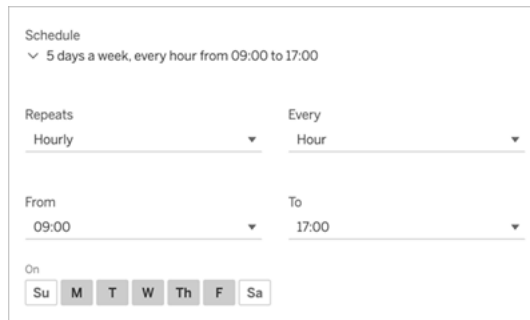 Schedule
5 days a week, every hour from 09:00 to 17:00
Repeats Every
Hourly Hour
From To
09:00 17:00
On
Su M T W Th F Sa